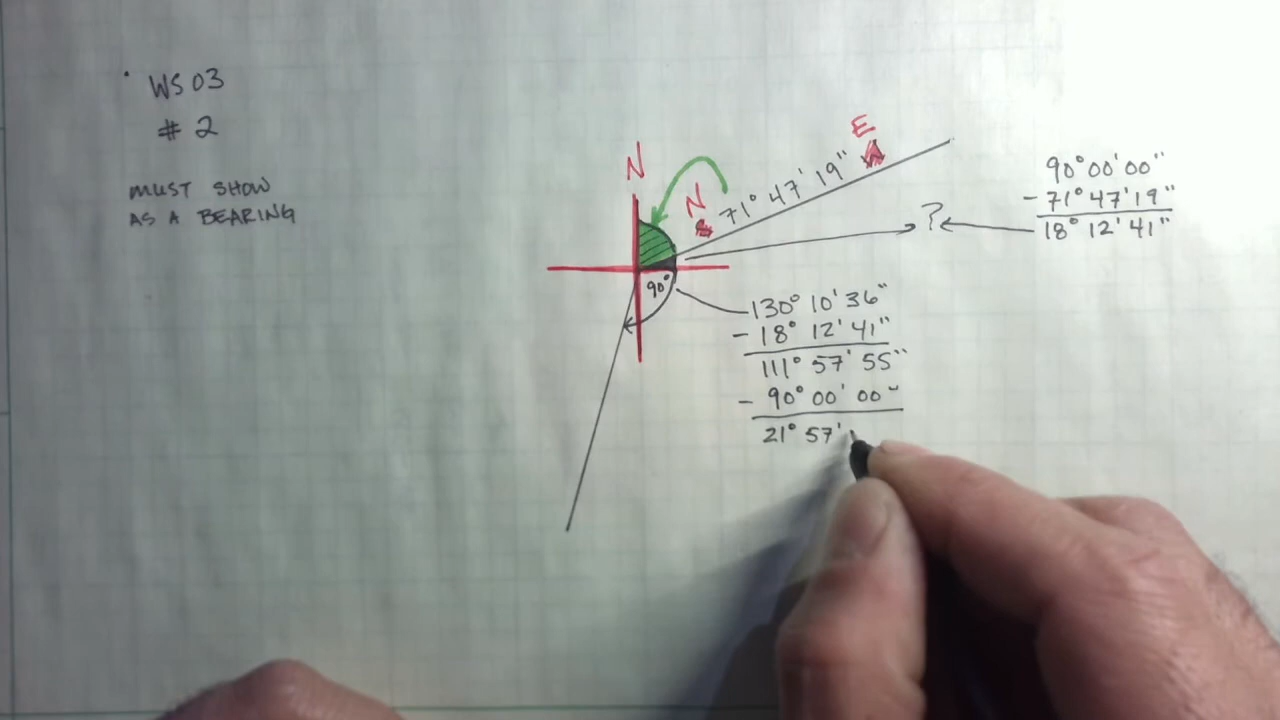 WS 03
# 2
MUST SHOW
AS A BEARING
N
N 71° 47' 19" E
?
90° 00' 00"
- 71° 47' 19"
18° 12' 41"
90°
130° 10' 36"
- 18° 12' 41"
111° 57' 55"
- 90° 00' 00"
21° 57'